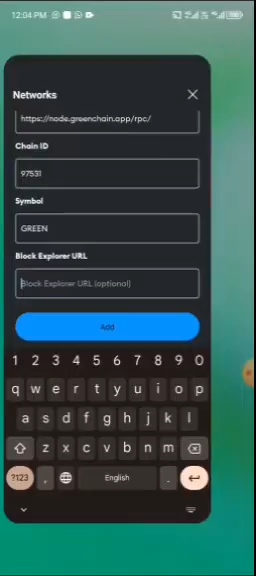 12:04 PM
Networks
https://node.greenchain.app/rpc/
Chain ID
97531
Symbol
GREEN
Block Explorer URL
Block Explorer URL (optional)
Add
1 2 3 4 5 6 7 8 9 0
q w e r t y u i o p
a s d f g h j k l
z x c v b n m
?123 , English .